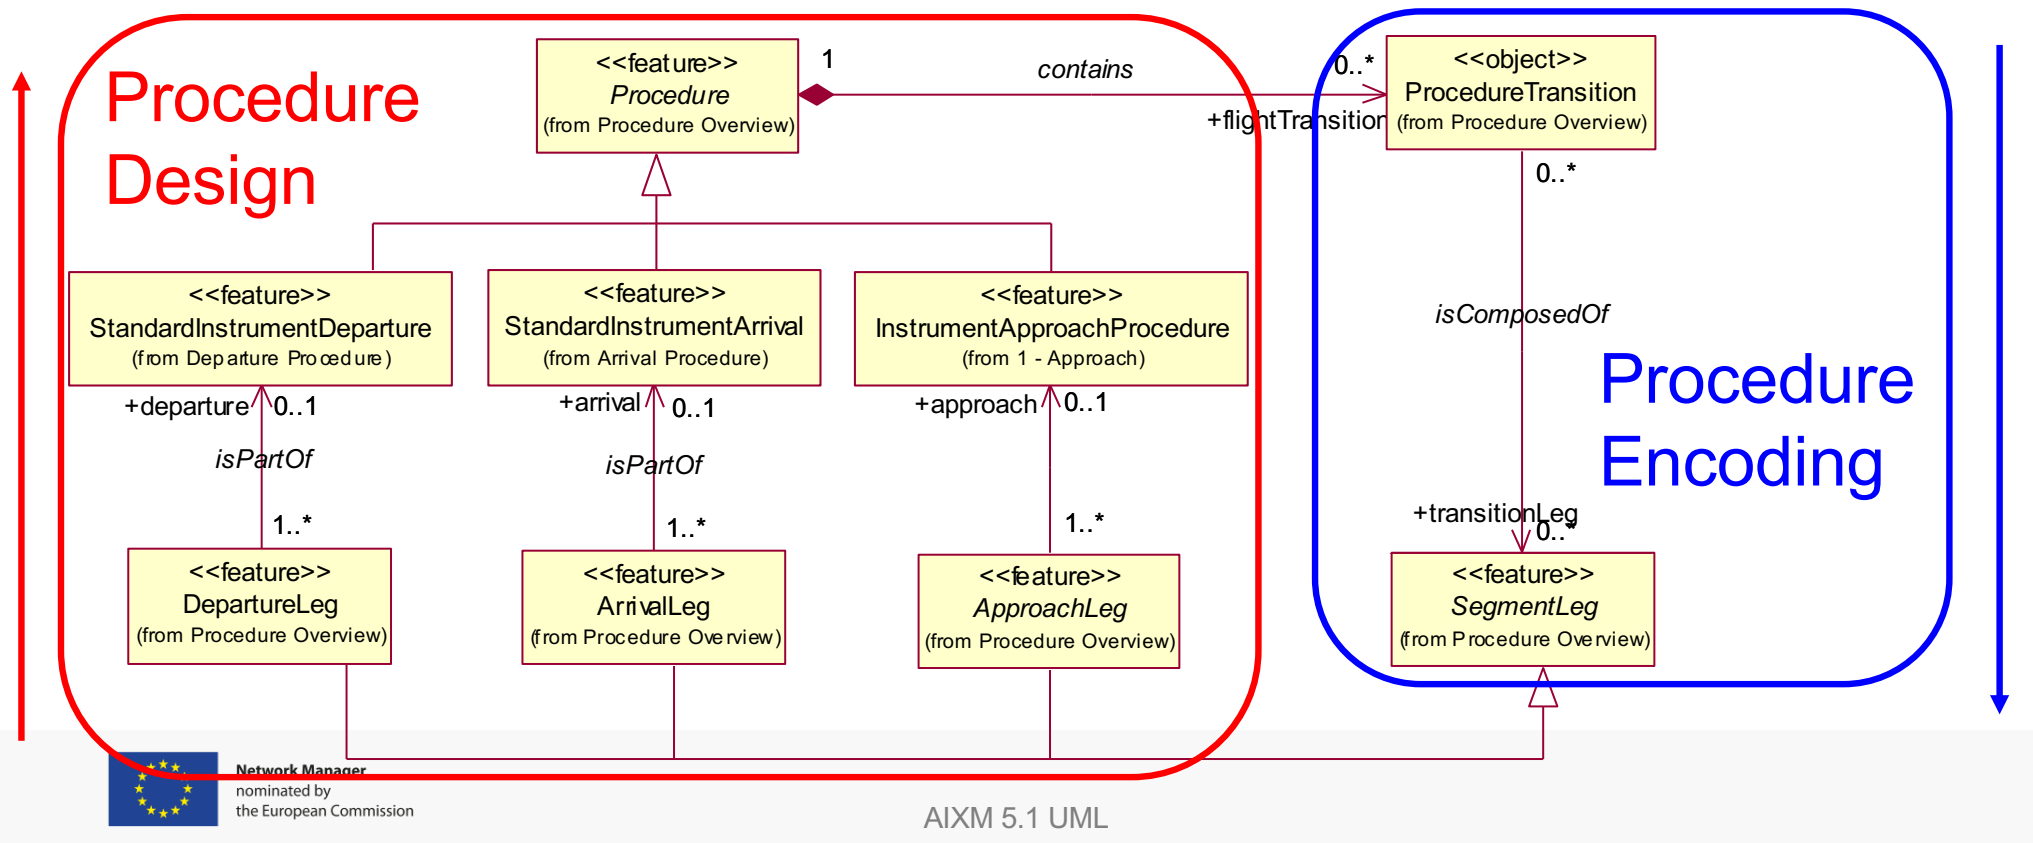 Procedure
Design
<<feature>>
Procedure
(from Procedure Overview)
1
contains
0..*
+flightTransition
<<object>>
ProcedureTransition
(from Procedure Overview)
0..*
<<feature>>
StandardInstrumentDeparture
(from Departure Procedure)
<<feature>>
StandardInstrumentArrival
(from Arrival Procedure)
<<feature>>
InstrumentApproachProcedure
(from 1 - Approach)
isComposedOf
Procedure
Encoding
+departure
0..1
+arrival
0..1
+approach
0..1
isPartOf
isPartOf
1..*
1..*
1..*
+transitionLeg
0..*
<<feature>>
DepartureLeg
(from Procedure Overview)
<<feature>>
ArrivalLeg
(from Procedure Overview)
<<feature>>
ApproachLeg
(from Procedure Overview)
<<feature>>
SegmentLeg
(from Procedure Overview)
Network Manager
nominated by
the European Commission
AIXM 5.1 UML